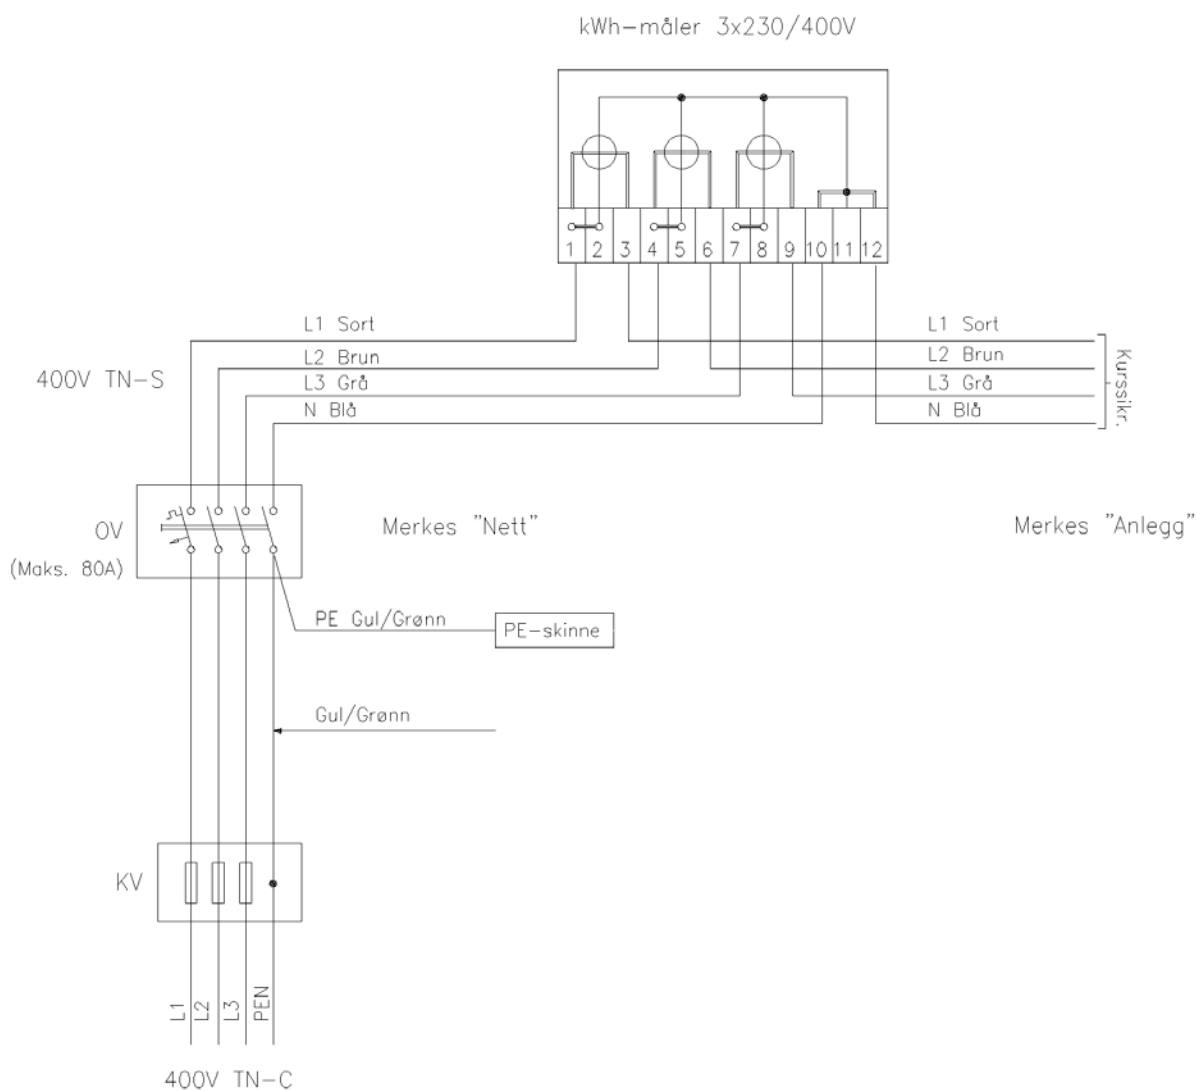 kWh-måler 3x230/400V
1 2 3 4 5 6 7 8 9 10 11 12
L1 Sort
L2 Brun
L3 Grå
N Blå
L1 Sort
L2 Brun
L3 Grå
N Blå
Kurssikr.
400V TN-S
OV
(Maks. 80A)
Merkes "Nett"
Merkes "Anlegg"
PE Gul/Grønn
PE-skinne
Gul/Grønn
KV
L1
L2
L3
PEN
400V TN-C